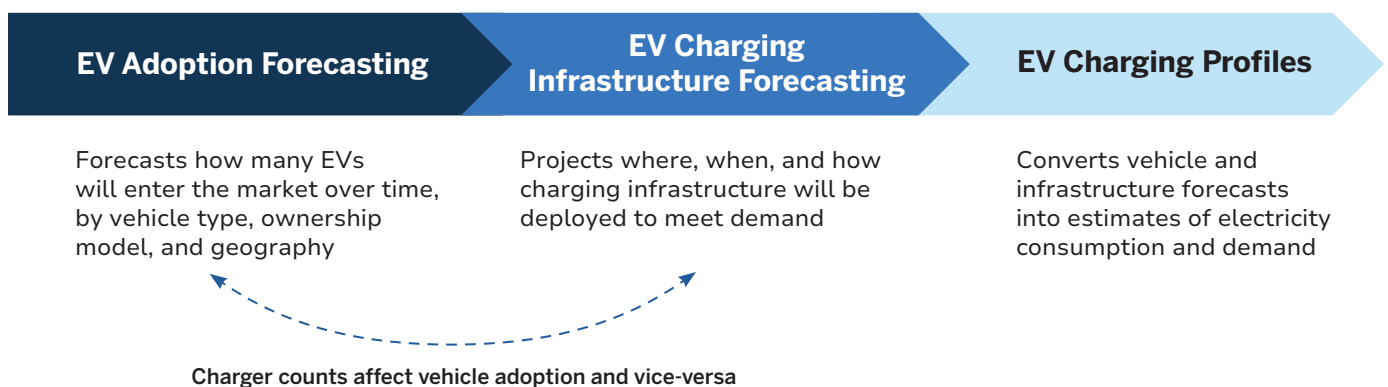 EV Adoption Forecasting
EV Charging
Infrastructure Forecasting
EV Charging Profiles
Forecasts how many EVs
will enter the market over time,
by vehicle type, ownership
model, and geography
Projects where, when, and how
charging infrastructure will be
deployed to meet demand
Converts vehicle and
infrastructure forecasts
into estimates of electricity
consumption and demand
Charger counts affect vehicle adoption and vice-versa